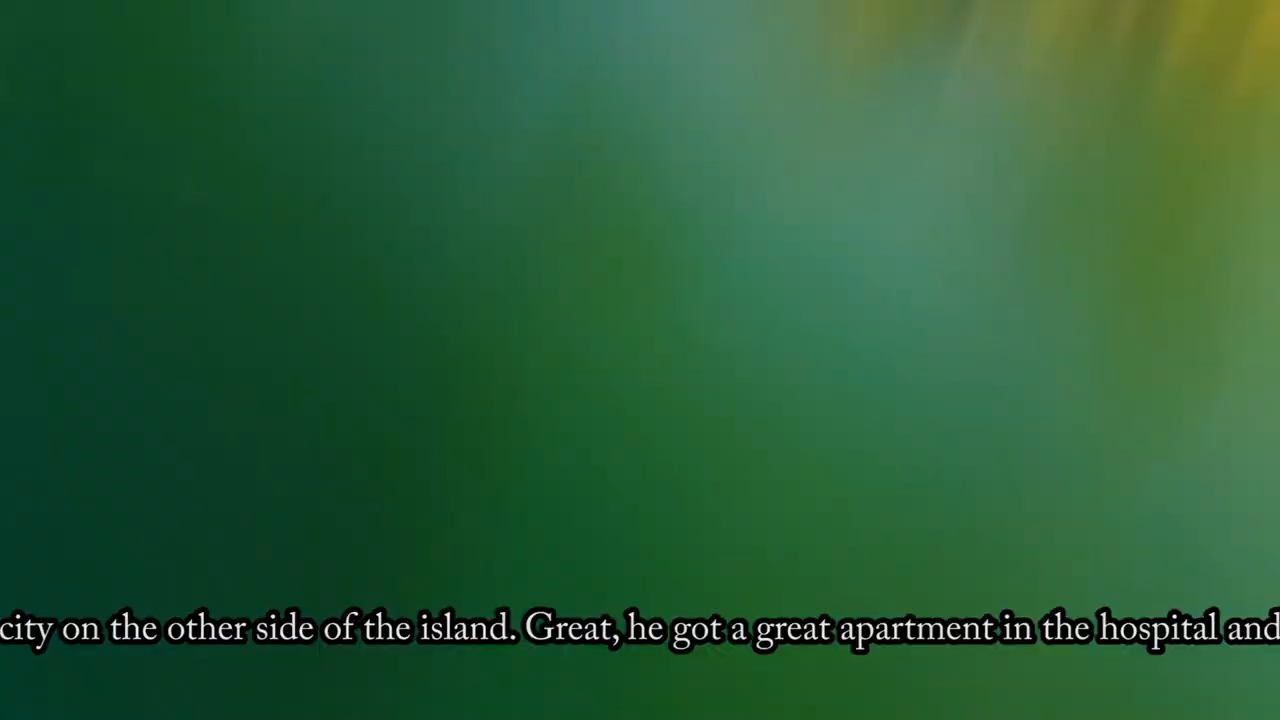 city on the other side of the island. Great, he got a great apartment in the hospital and